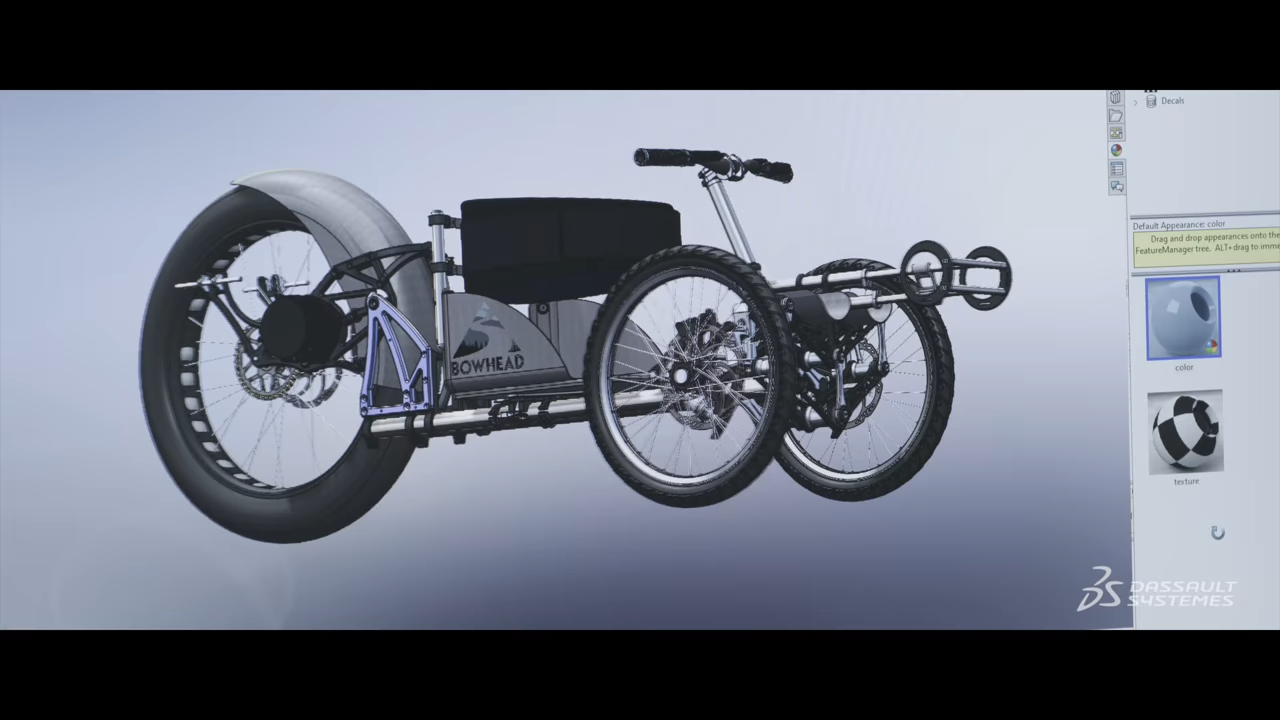 Decals
Default Appearance: color
Drag and drop appearances onto the
FeatureManager tree. ALT+drag to imme
color
BOWHEAD
texture
DASSAULT
SYSTEMES